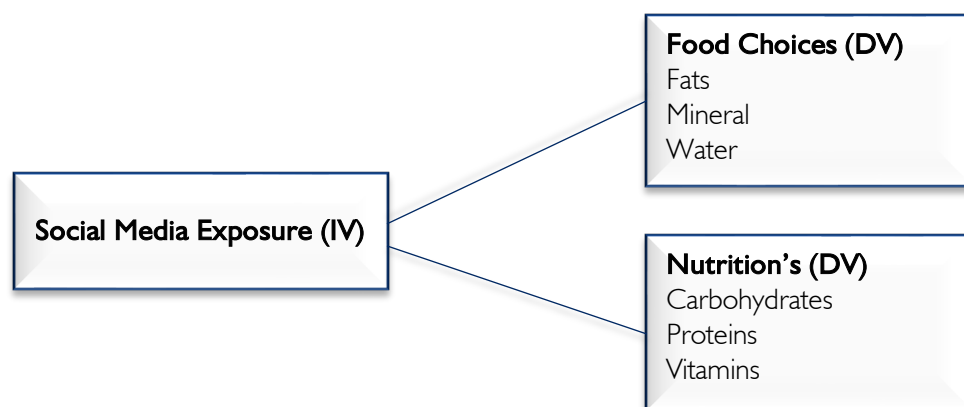 Food Choices (DV)
Fats
Mineral
Water
Social Media Exposure (IV)
Nutrition’s (DV)
Carbohydrates
Proteins
Vitamins